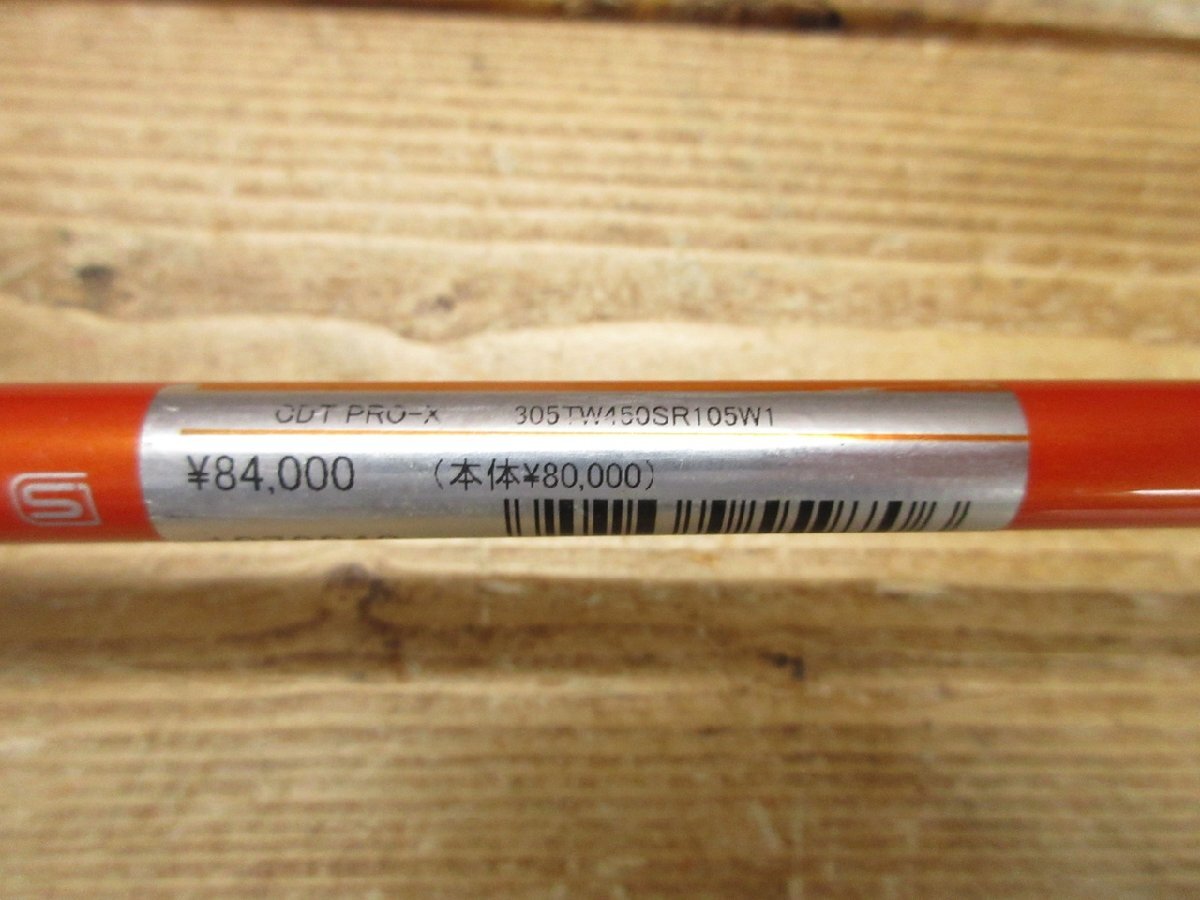 CDT PRO-X 305TW450SR105W1
¥84,000 (本体¥80,000)
S